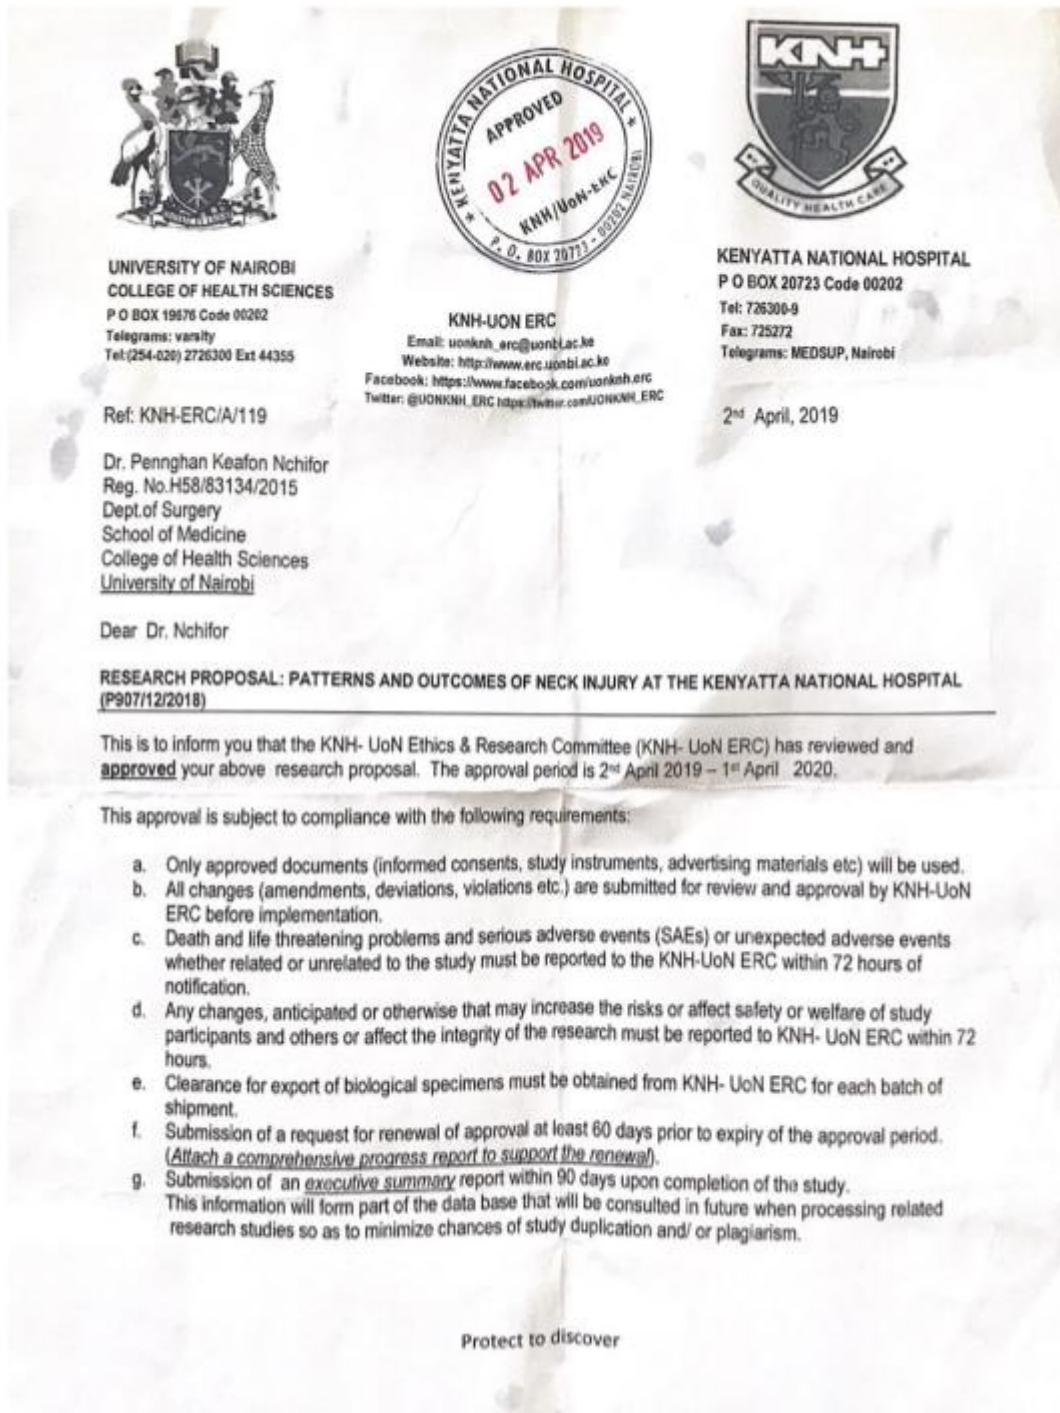 KENYATTA NATIONAL HOSPITAL
APPROVED
02 APR 2019
KNH/UoN-ERC
P. O. BOX 20723 - 00202 NAIROBI
KNH
QUALITY HEALTH CARE
UNIVERSITY OF NAIROBI
COLLEGE OF HEALTH SCIENCES
P O BOX 19676 Code 00202
Telegrams: varsity
Tel:(254-020) 2726300 Ext 44355
KNH-UON ERC
Email: uonknh_erc@uonbi.ac.ke
Website: http://www.erc.uonbi.ac.ke
Facebook: https://www.facebook.com/uonknh.erc
Twitter: @UONKNH_ERC https://twitter.com/UONKNH_ERC
KENYATTA NATIONAL HOSPITAL
P O BOX 20723 Code 00202
Tel: 726300-9
Fax: 725272
Telegrams: MEDSUP, Nairobi
Ref: KNH-ERC/A/119
2nd April, 2019
Dr. Pennghan Keafon Nchifor
Reg. No.H58/83134/2015
Dept.of Surgery
School of Medicine
College of Health Sciences
University of Nairobi
Dear Dr. Nchifor
RESEARCH PROPOSAL: PATTERNS AND OUTCOMES OF NECK INJURY AT THE KENYATTA NATIONAL HOSPITAL
(P907/12/2018)
This is to inform you that the KNH- UoN Ethics & Research Committee (KNH- UoN ERC) has reviewed and
approved your above research proposal. The approval period is 2nd April 2019 – 1st April 2020.
This approval is subject to compliance with the following requirements:
a. Only approved documents (informed consents, study instruments, advertising materials etc) will be used.
b. All changes (amendments, deviations, violations etc.) are submitted for review and approval by KNH-UoN
ERC before implementation.
c. Death and life threatening problems and serious adverse events (SAEs) or unexpected adverse events
whether related or unrelated to the study must be reported to the KNH-UoN ERC within 72 hours of
notification.
d. Any changes, anticipated or otherwise that may increase the risks or affect safety or welfare of study
participants and others or affect the integrity of the research must be reported to KNH- UoN ERC within 72
hours.
e. Clearance for export of biological specimens must be obtained from KNH- UoN ERC for each batch of
shipment.
f. Submission of a request for renewal of approval at least 60 days prior to expiry of the approval period.
(Attach a comprehensive progress report to support the renewal).
g. Submission of an executive summary report within 90 days upon completion of the study.
This information will form part of the data base that will be consulted in future when processing related
research studies so as to minimize chances of study duplication and/ or plagiarism.
Protect to discover